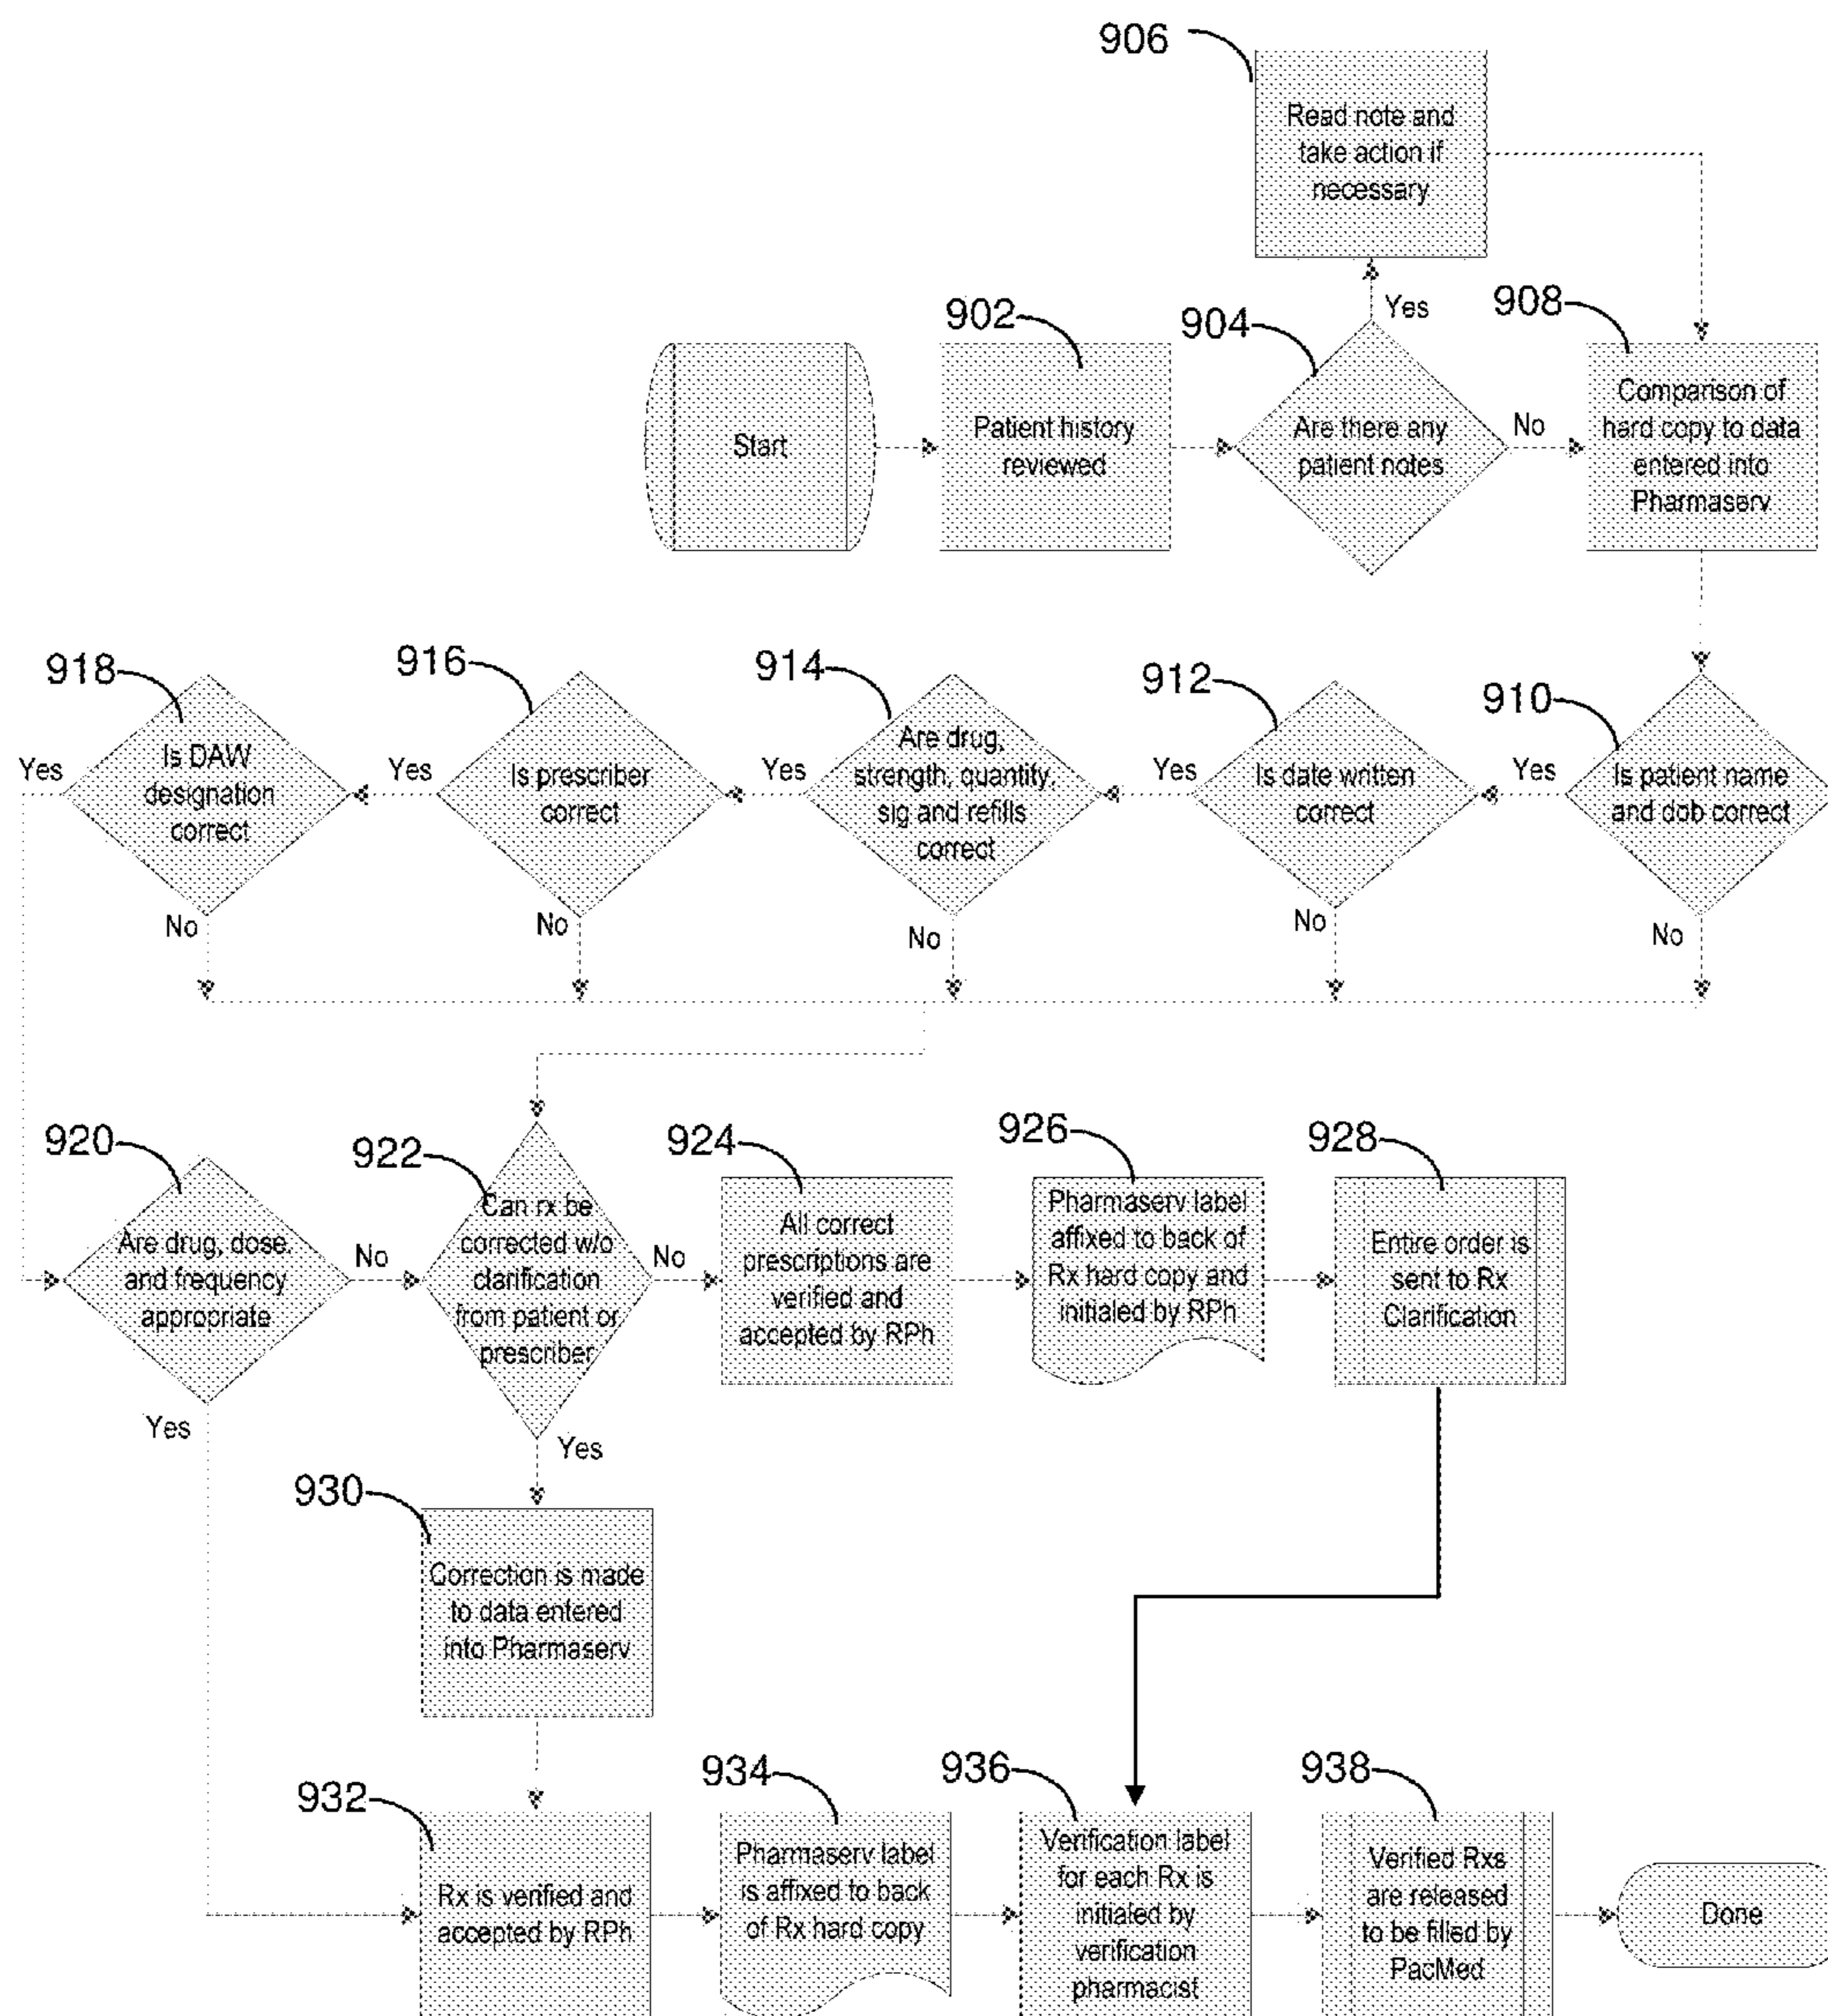 906
Read note and
take action if
necessary
Yes
902
904
908
Start
Patient history
reviewed
Are there any
patient notes
No
Comparison of
hard copy to data
entered into
Pharmaserv
918
916
914
912
910
Yes
Is DAW
designation
correct
Yes
Is prescriber
correct
Yes
Are drug,
strength, quantity,
sig and refills
correct
Yes
Is date written
correct
Yes
Is patient name
and dob correct
No
No
No
No
No
920
922
924
926
928
Are drug, dose,
and frequency
appropriate
No
Can rx be
corrected w/o
clarification
from patient or
prescriber
No
All correct
prescriptions are
verified and
accepted by RPh
Pharmaserv label
affixed to back of
Rx hard copy and
initialed by RPh
Entire order is
sent to Rx
Clarification
Yes
Yes
930
Correction is made
to data entered
into Pharmaserv
932
934
936
938
Rx is verified and
accepted by RPh
Pharmaserv label
is affixed to back
of Rx hard copy
Verification label
for each Rx is
initialed by
verification
pharmacist
Verified Rxs
are released
to be filled by
PacMed
Done